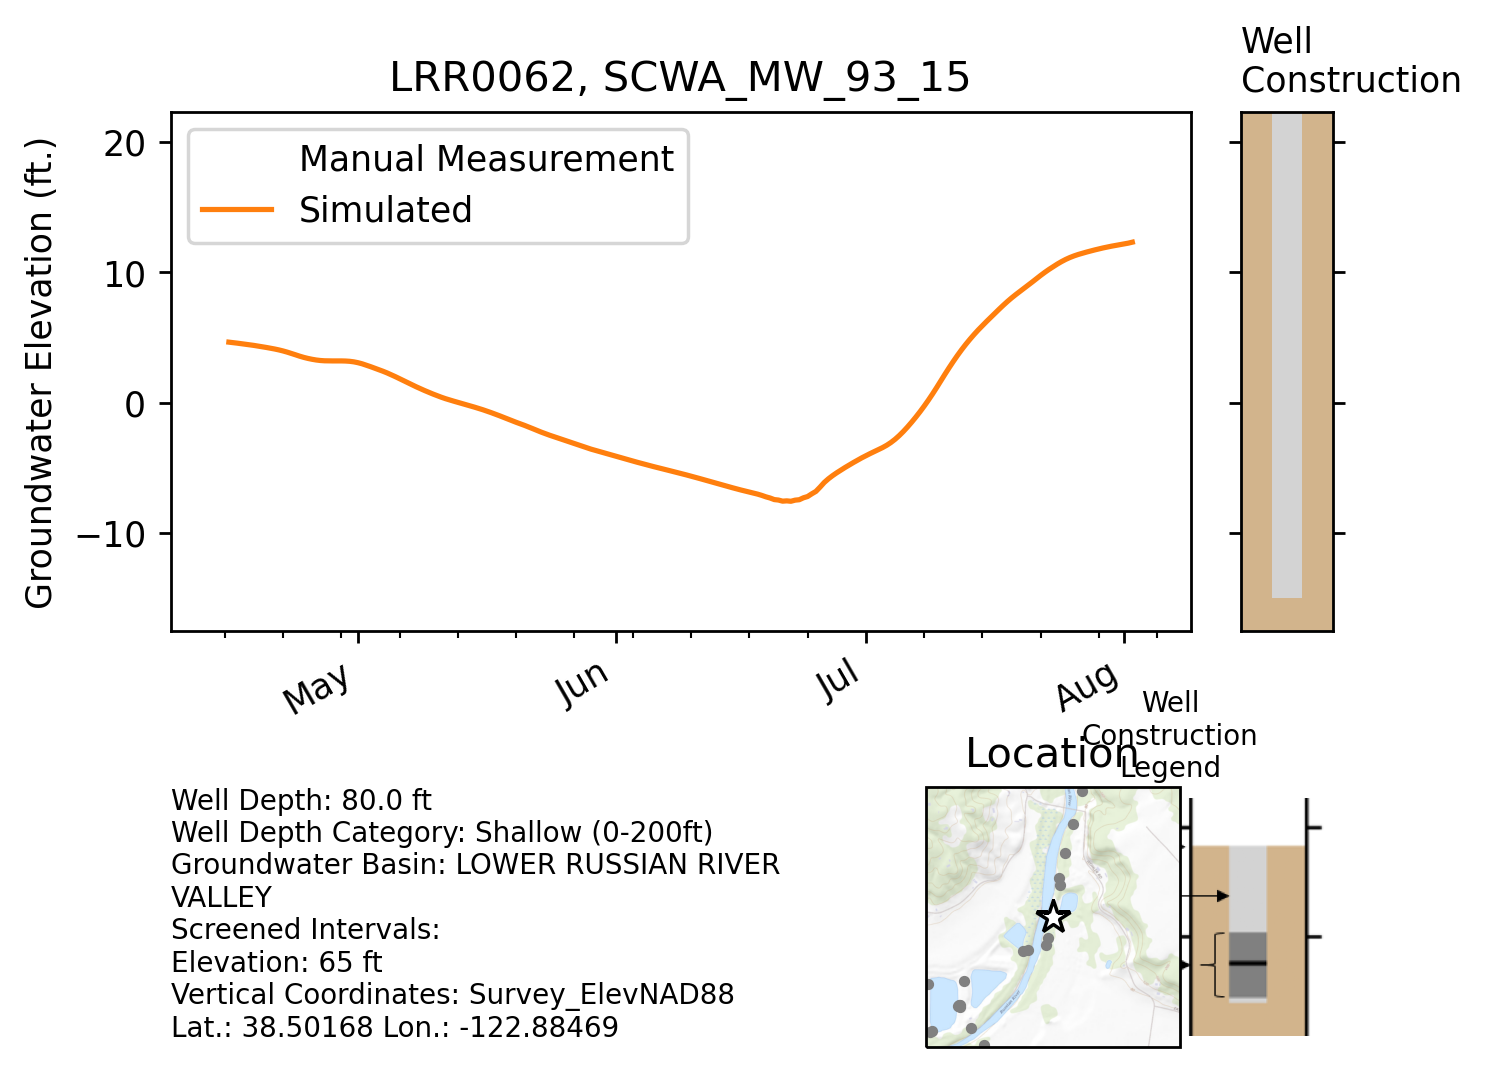 Well
Construction
LRR0062, SCWA_MW_93_15
Groundwater Elevation (ft.)
20
10
0
−10
Manual Measurement
Simulated
May
Jun
Jul
Aug
Well
Construction
Legend
Location
Well Depth: 80.0 ft
Well Depth Category: Shallow (0-200ft)
Groundwater Basin: LOWER RUSSIAN RIVER
VALLEY
Screened Intervals:
Elevation: 65 ft
Vertical Coordinates: Survey_ElevNAD88
Lat.: 38.50168 Lon.: -122.88469